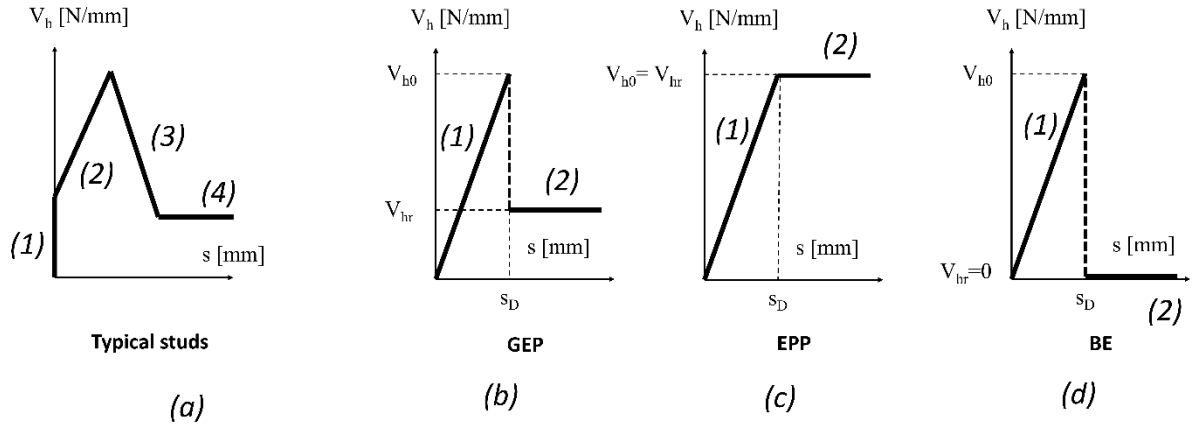 V_h [N/mm]
(1)
(2)
(3)
(4)
s [mm]
Typical studs
(a)
V_h [N/mm]
V_h0
V_hr
(1)
(2)
s [mm]
s_D
GEP
(b)
V_h [N/mm]
V_h0= V_hr
(1)
(2)
s [mm]
s_D
EPP
(c)
V_h [N/mm]
V_h0
(1)
s [mm]
V_hr=0
s_D
(2)
BE
(d)